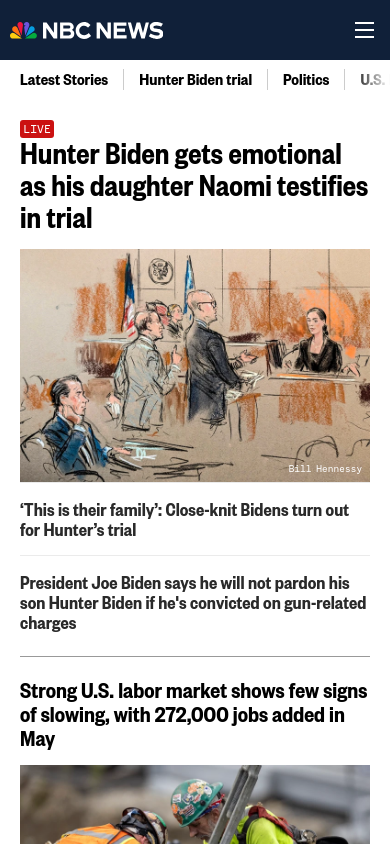 NBC NEWS
Latest Stories
Hunter Biden trial
Politics
U.S.
LIVE
Hunter Biden gets emotional
as his daughter Naomi testifies
in trial
Bill Hennessy
‘This is their family’: Close-knit Bidens turn out
for Hunter’s trial
President Joe Biden says he will not pardon his
son Hunter Biden if he's convicted on gun-related
charges
Strong U.S. labor market shows few signs
of slowing, with 272,000 jobs added in
May